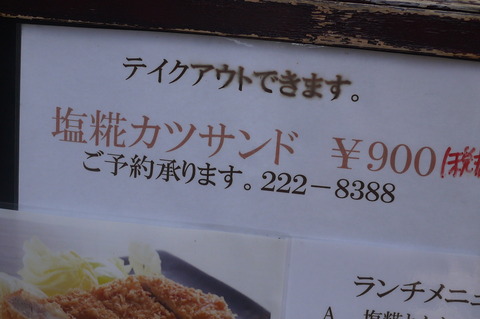 テイクアウトできます。
塩糀カツサンド ￥900
ご予約承ります。222－8388
ランチメニュ
A